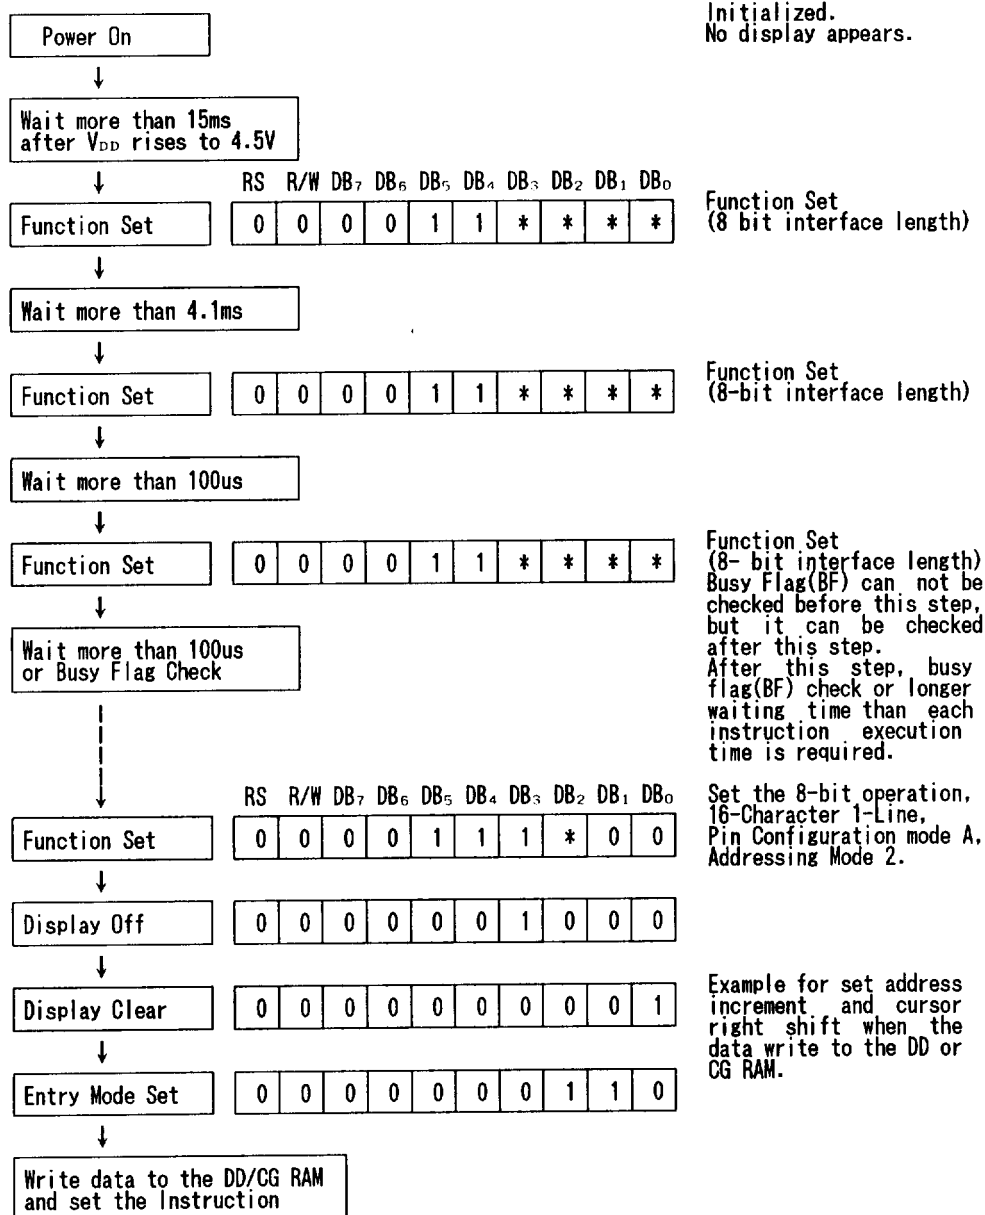 Initialized.
No display appears.
Power On
Wait more than 15ms
after VDD rises to 4.5V
RS R/W DB7 DB6 DB5 DB4 DB3 DB2 DB1 DB0
Function Set 0 0 0 0 1 1 * * * *
Function Set
(8 bit interface length)
Wait more than 4.1ms
Function Set 0 0 0 0 1 1 * * * *
Function Set
(8-bit interface length)
Wait more than 100us
Function Set 0 0 0 0 1 1 * * * *
Function Set
(8- bit interface length)
Busy Flag(BF) can not be
checked before this step,
but it can be checked
after this step.
After this step, busy
flag(BF) check or longer
waiting time than each
instruction execution
time is required.
Wait more than 100us
or Busy Flag Check
RS R/W DB7 DB6 DB5 DB4 DB3 DB2 DB1 DB0
Function Set 0 0 0 0 1 1 1 * 0 0
Set the 8-bit operation,
16-Character 1-Line,
Pin Configuration mode A,
Addressing Mode 2.
Display Off 0 0 0 0 0 0 1 0 0 0
Display Clear 0 0 0 0 0 0 0 0 0 1
Example for set address
increment and cursor
right shift when the
data write to the DD or
CG RAM.
Entry Mode Set 0 0 0 0 0 0 0 1 1 0
Write data to the DD/CG RAM
and set the Instruction